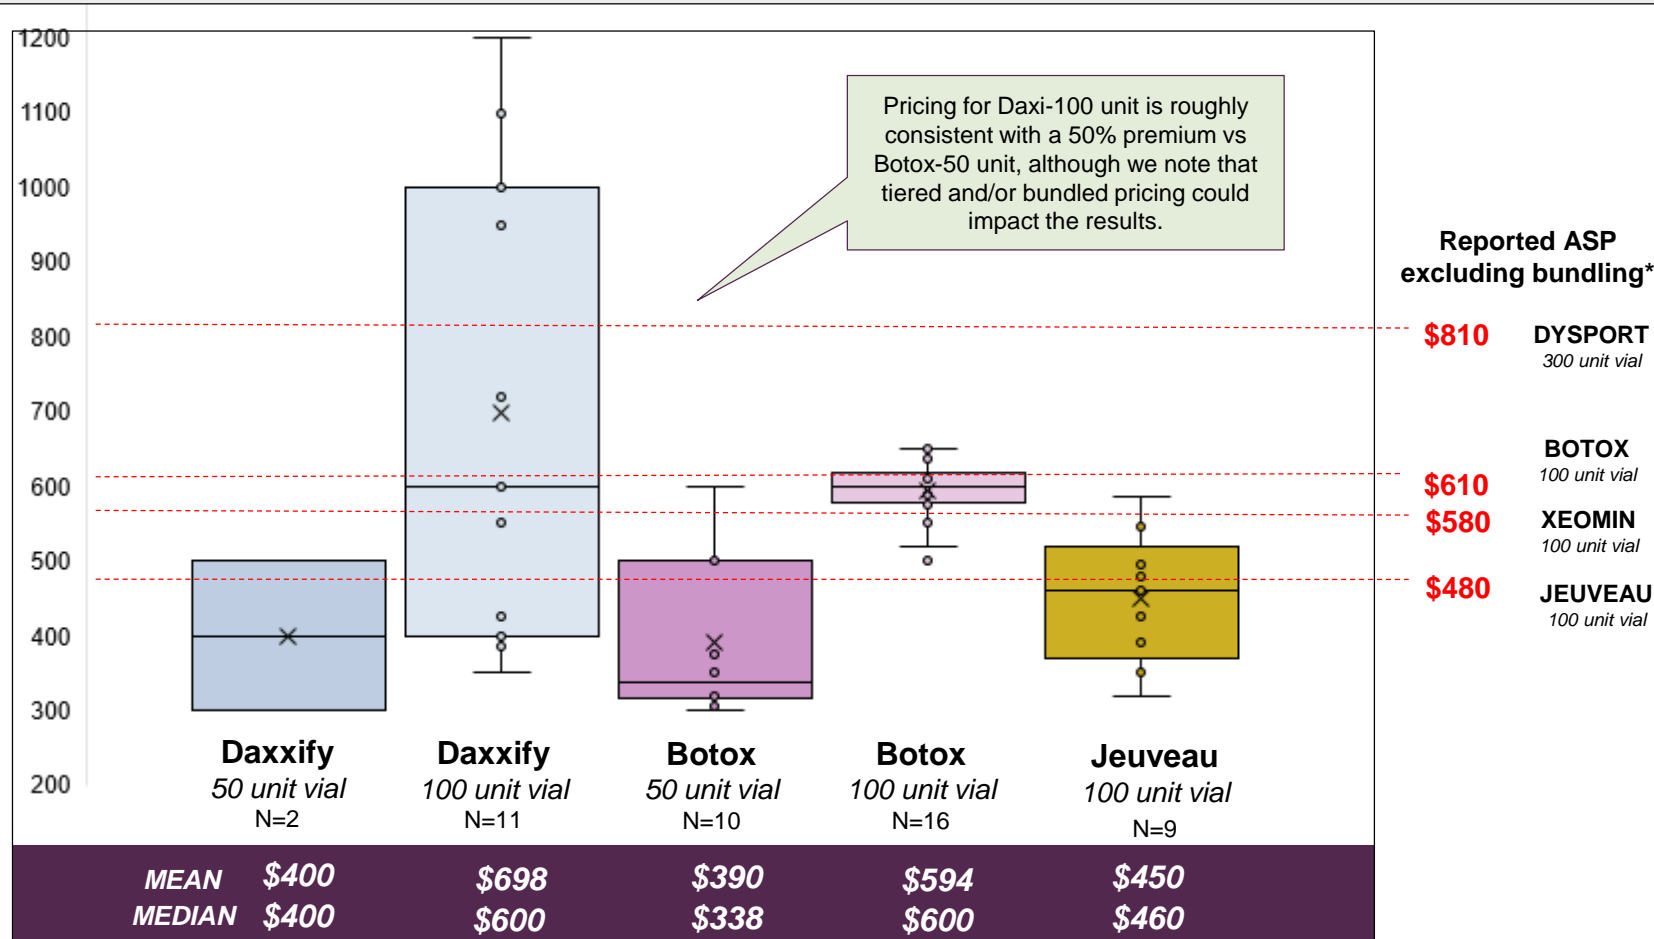 1200
1100
1000
900
800
700
600
500
400
300
200
Pricing for Daxi-100 unit is roughly
consistent with a 50% premium vs
Botox-50 unit, although we note that
tiered and/or bundled pricing could
impact the results.
Reported ASP
excluding bundling*
$810 DYSPORT
300 unit vial
BOTOX
$610 100 unit vial
$580 XEOMIN
100 unit vial
$480 JEUVEAU
100 unit vial
Daxxify
50 unit vial
N=2
Daxxify
100 unit vial
N=11
Botox
50 unit vial
N=10
Botox
100 unit vial
N=16
Jeuveau
100 unit vial
N=9
MEAN $400 $698 $390 $594 $450
MEDIAN $400 $600 $338 $600 $460